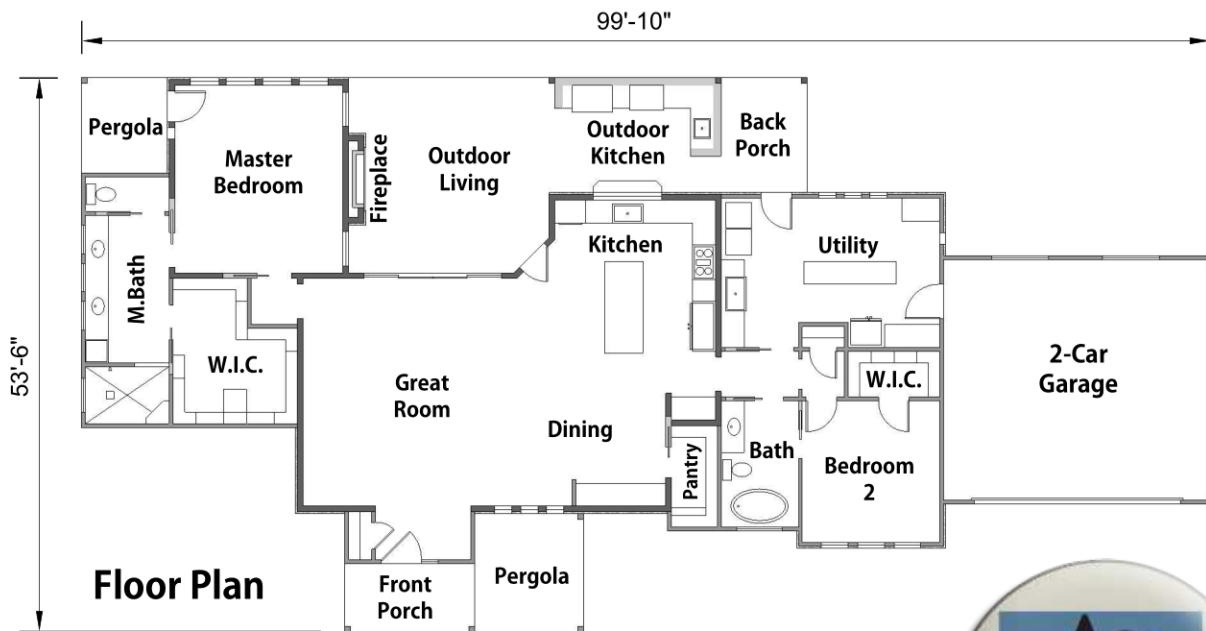 99'-10"
Pergola
Master
Bedroom
Fireplace
Outdoor
Living
Outdoor
Kitchen
Back
Porch
Kitchen
Utility
M.Bath
53'-6"
W.I.C.
Great
Room
Dining
W.I.C.
2-Car
Garage
Pantry
Bath
Bedroom
2
Floor Plan
Front
Porch
Pergola